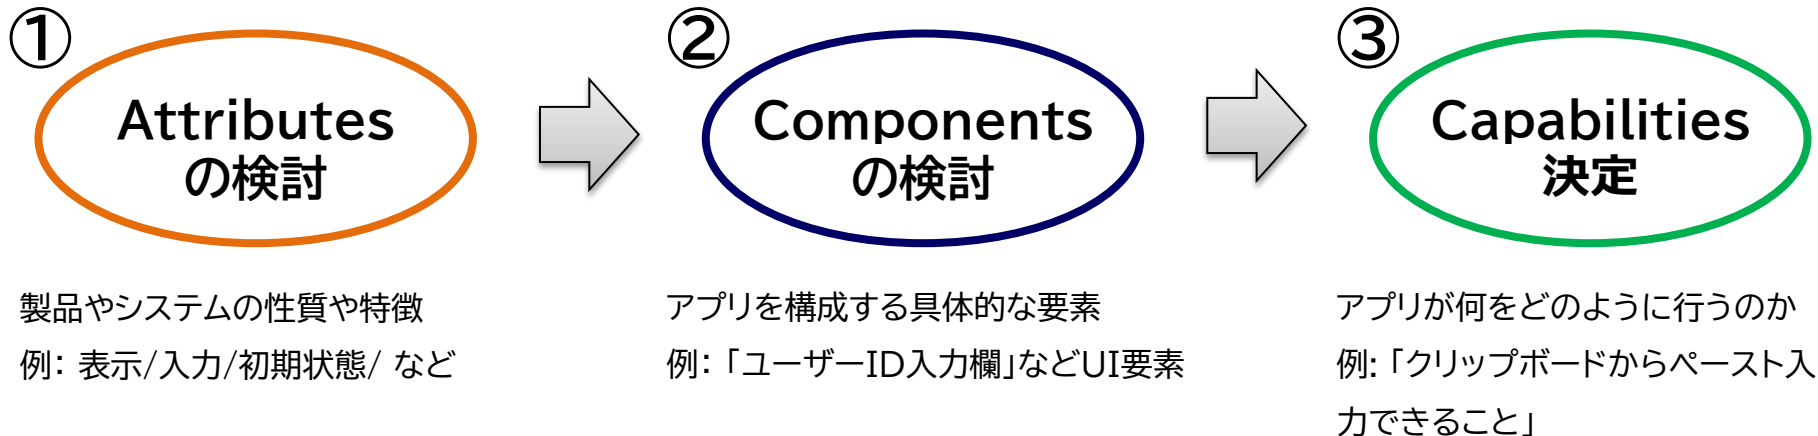 ①
Attributes
の検討
製品やシステムの性質や特徴
例: 表示/入力/初期状態/ など
②
Components
の検討
アプリを構成する具体的な要素
例:「ユーザーID入力欄」などUI要素
③
Capabilities
決定
アプリが何をどのように行うのか
例:「クリップボードからペースト入
力できること」